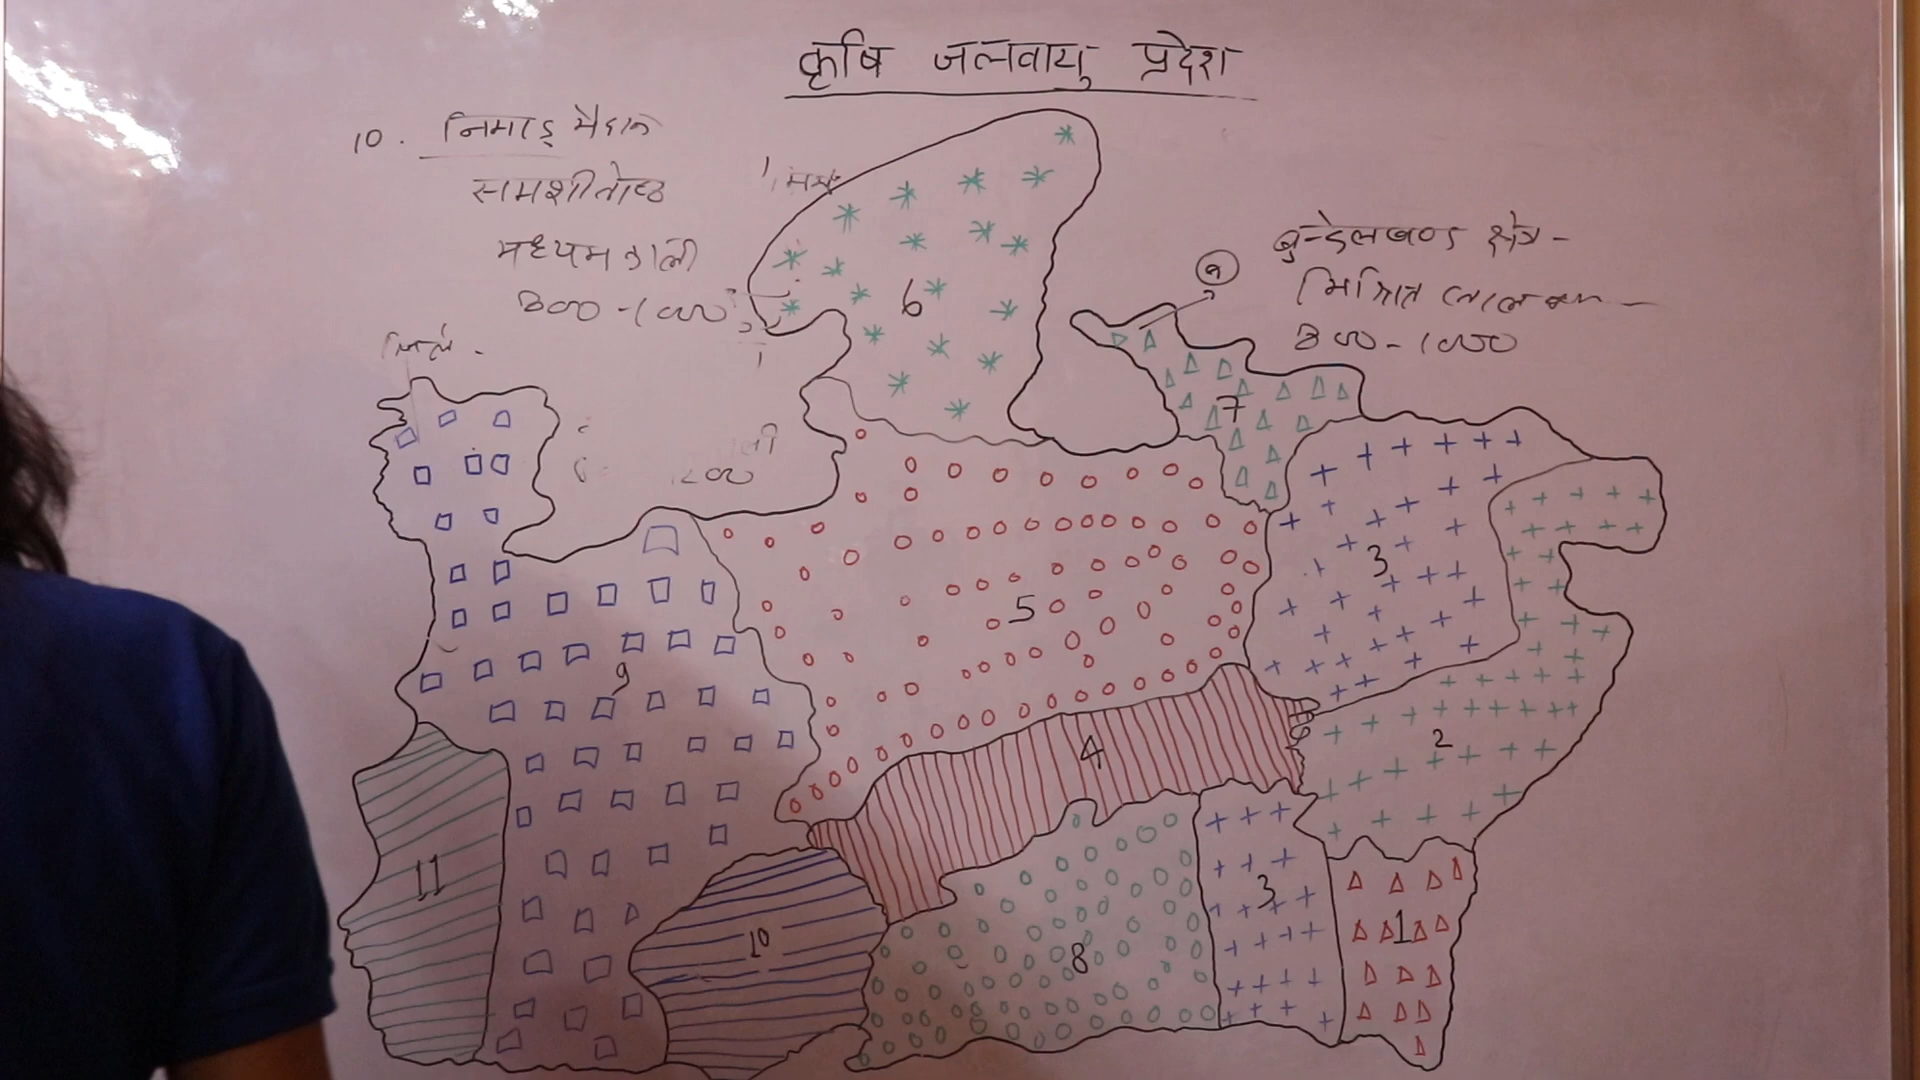 कृषि जलवायु प्रदेश
10. निमाड़ मैदान
समशीतोष्ण
मध्यम काली
800-1000
जिले -
बुन्देलखण्ड क्षेत्र -
मिश्रित लाल
800-1000
6
7
3
5
9
2
4
11
10
8
3
1